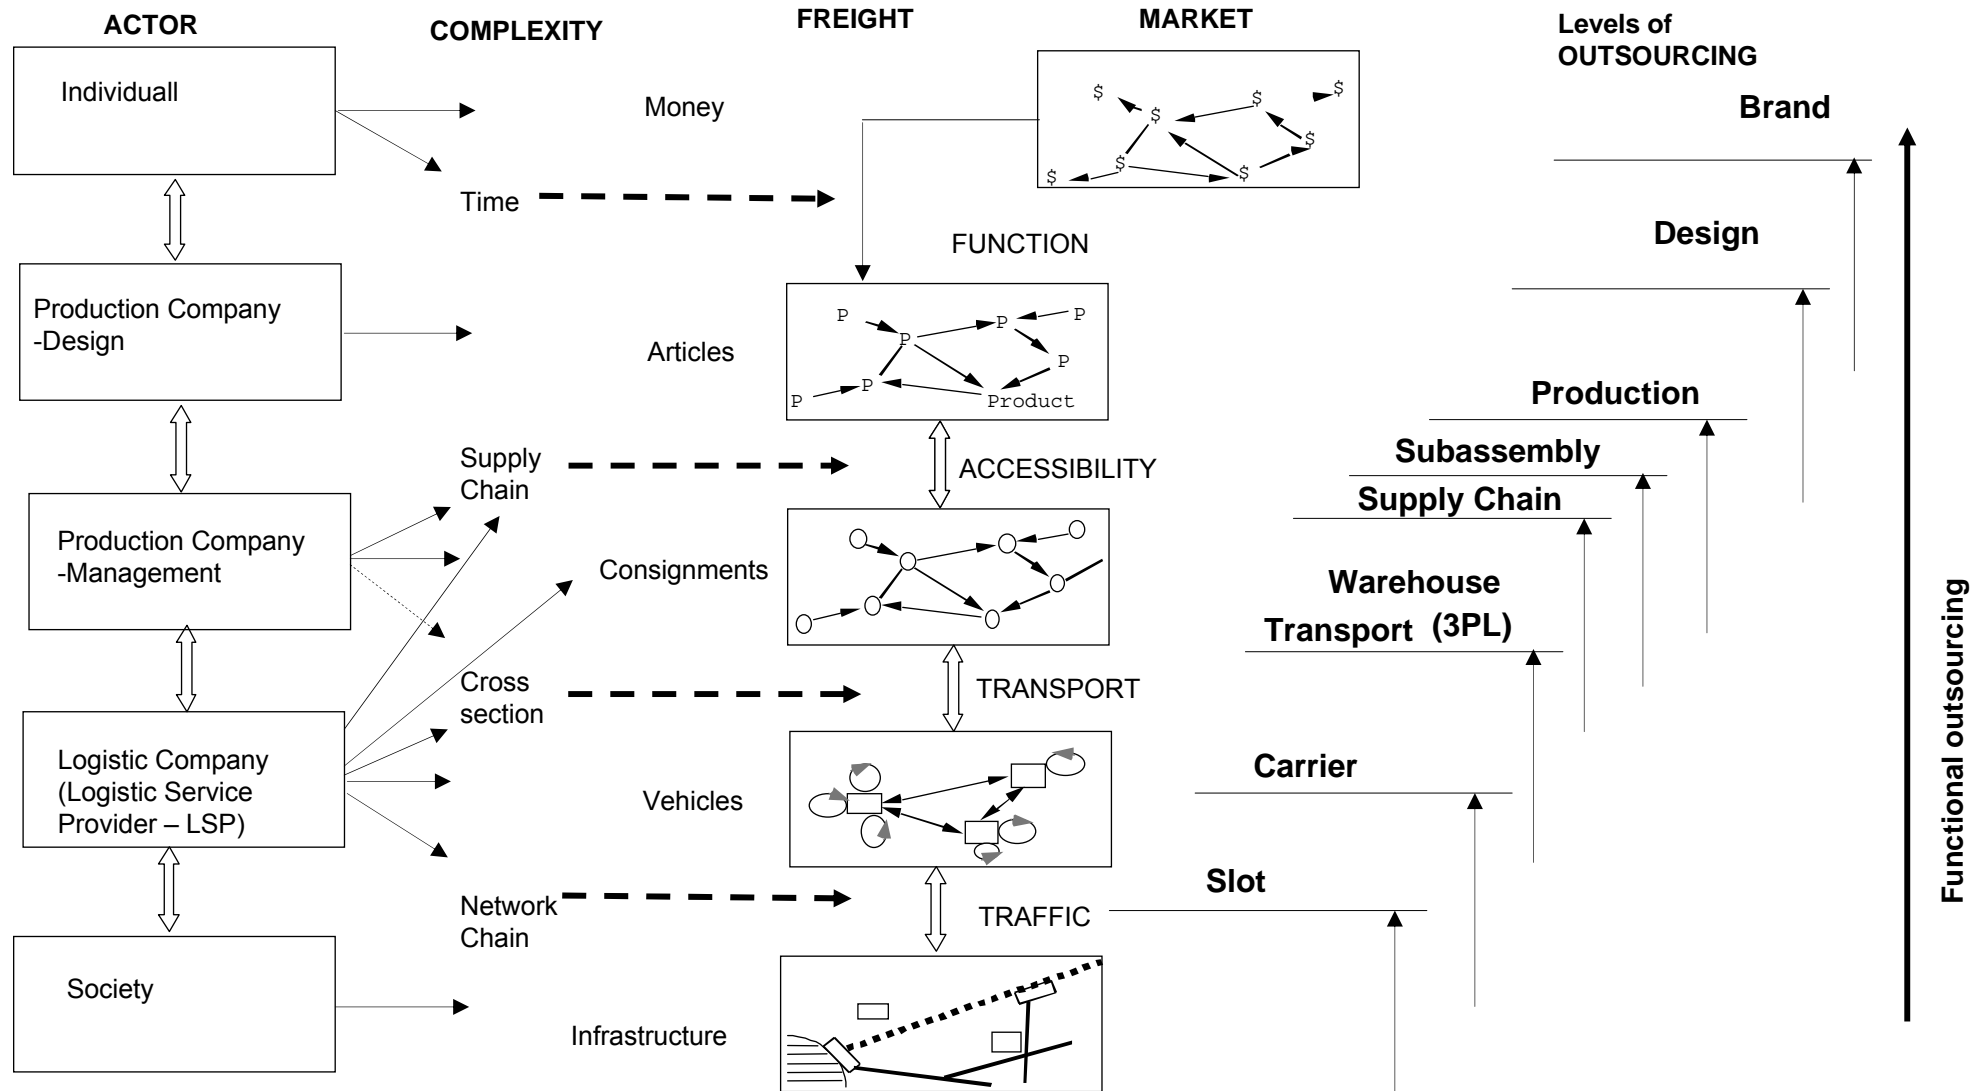 ACTOR
COMPLEXITY
FREIGHT
MARKET
Levels of
OUTSOURCING
Individuall
Money
$
$
$
$
$
$
$
$
Brand
Time
FUNCTION
Design
Production Company
-Design
Articles
P
P
P
P
P
P
P
Product
Production
Supply
Chain
ACCESSIBILITY
Subassembly
Supply Chain
Production Company
-Management
Consignments
Warehouse
Transport (3PL)
Cross
section
TRANSPORT
Logistic Company
(Logistic Service
Provider – LSP)
Vehicles
Carrier
Slot
Network
Chain
TRAFFIC
Society
Infrastructure
Functional outsourcing